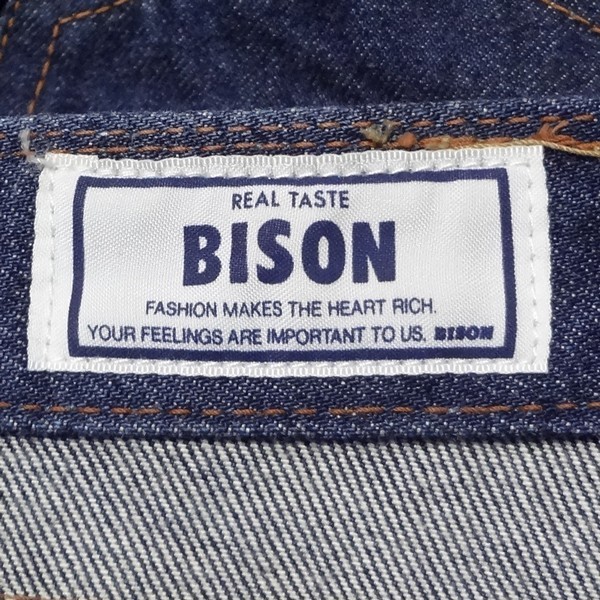 REAL TASTE
BISON
FASHION MAKES THE HEART RICH.
YOUR FEELINGS ARE IMPORTANT TO US. BISON